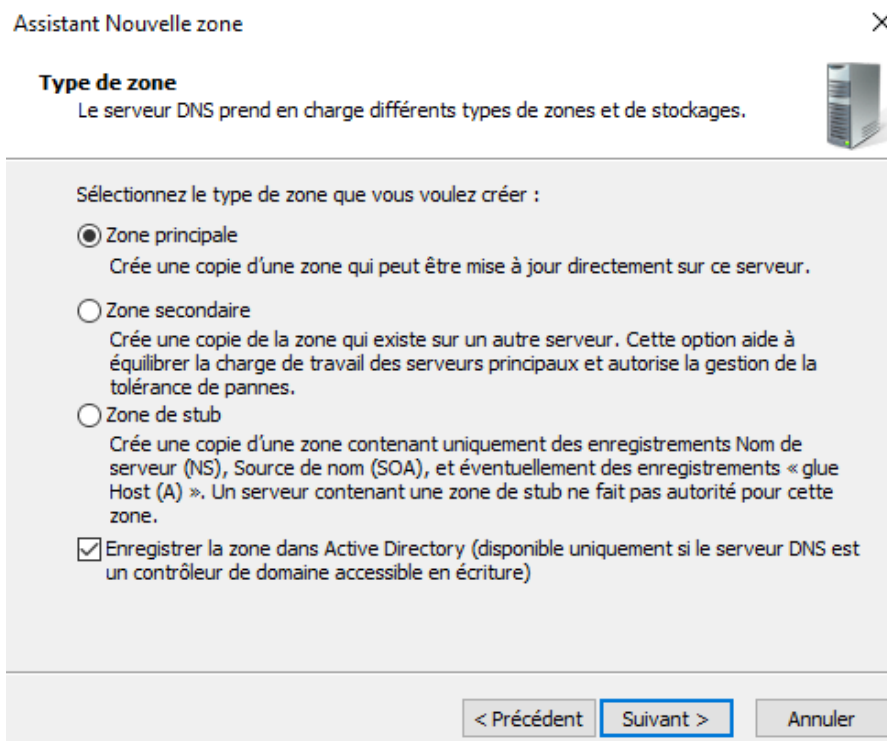 Assistant Nouvelle zone
Type de zone
Le serveur DNS prend en charge différents types de zones et de stockages.
Sélectionnez le type de zone que vous voulez créer :
Zone principale
Crée une copie d'une zone qui peut être mise à jour directement sur ce serveur.
Zone secondaire
Crée une copie de la zone qui existe sur un autre serveur. Cette option aide à
équilibrer la charge de travail des serveurs principaux et autorise la gestion de la
tolérance de pannes.
Zone de stub
Crée une copie d'une zone contenant uniquement des enregistrements Nom de
serveur (NS), Source de nom (SOA), et éventuellement des enregistrements « glue
Host (A) ». Un serveur contenant une zone de stub ne fait pas autorité pour cette
zone.
Enregistrer la zone dans Active Directory (disponible uniquement si le serveur DNS est
un contrôleur de domaine accessible en écriture)
< Précédent Suivant > Annuler